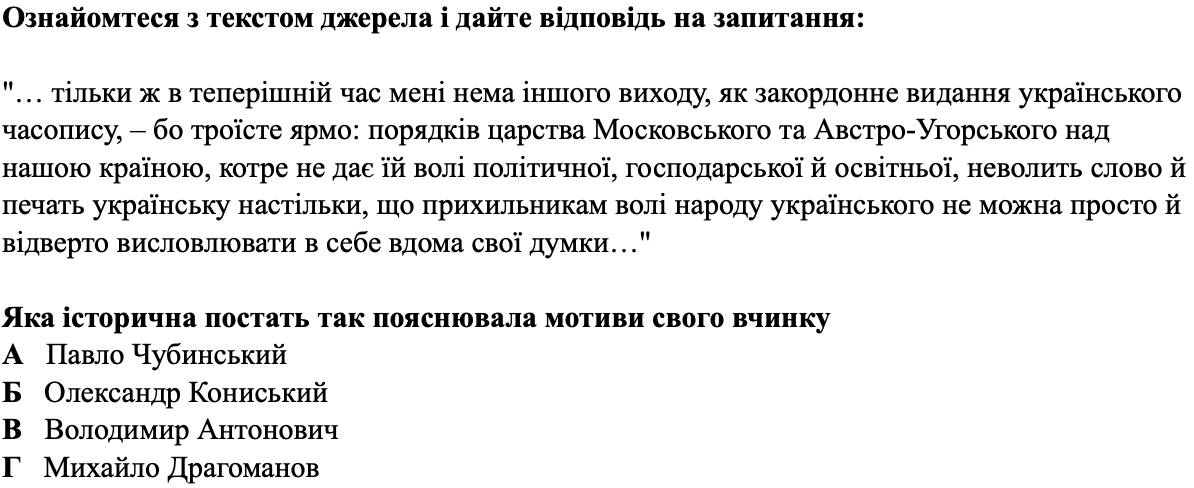 Ознайомтеся з текстом джерела і дайте відповідь на запитання:
"… тільки ж в теперішній час мені нема іншого виходу, як закордонне видання українського
часопису, – бо троїсте ярмо: порядків царства Московського та Австро-Угорського над
нашою країною, котре не дає їй волі політичної, господарської й освітньої, неволить слово й
печать українську настільки, що прихильникам волі народу українського не можна просто й
відверто висловлювати в себе вдома свої думки…"
Яка історична постать так пояснювала мотиви свого вчинку
А Павло Чубинський
Б Олександр Кониський
В Володимир Антонович
Г Михайло Драгоманов